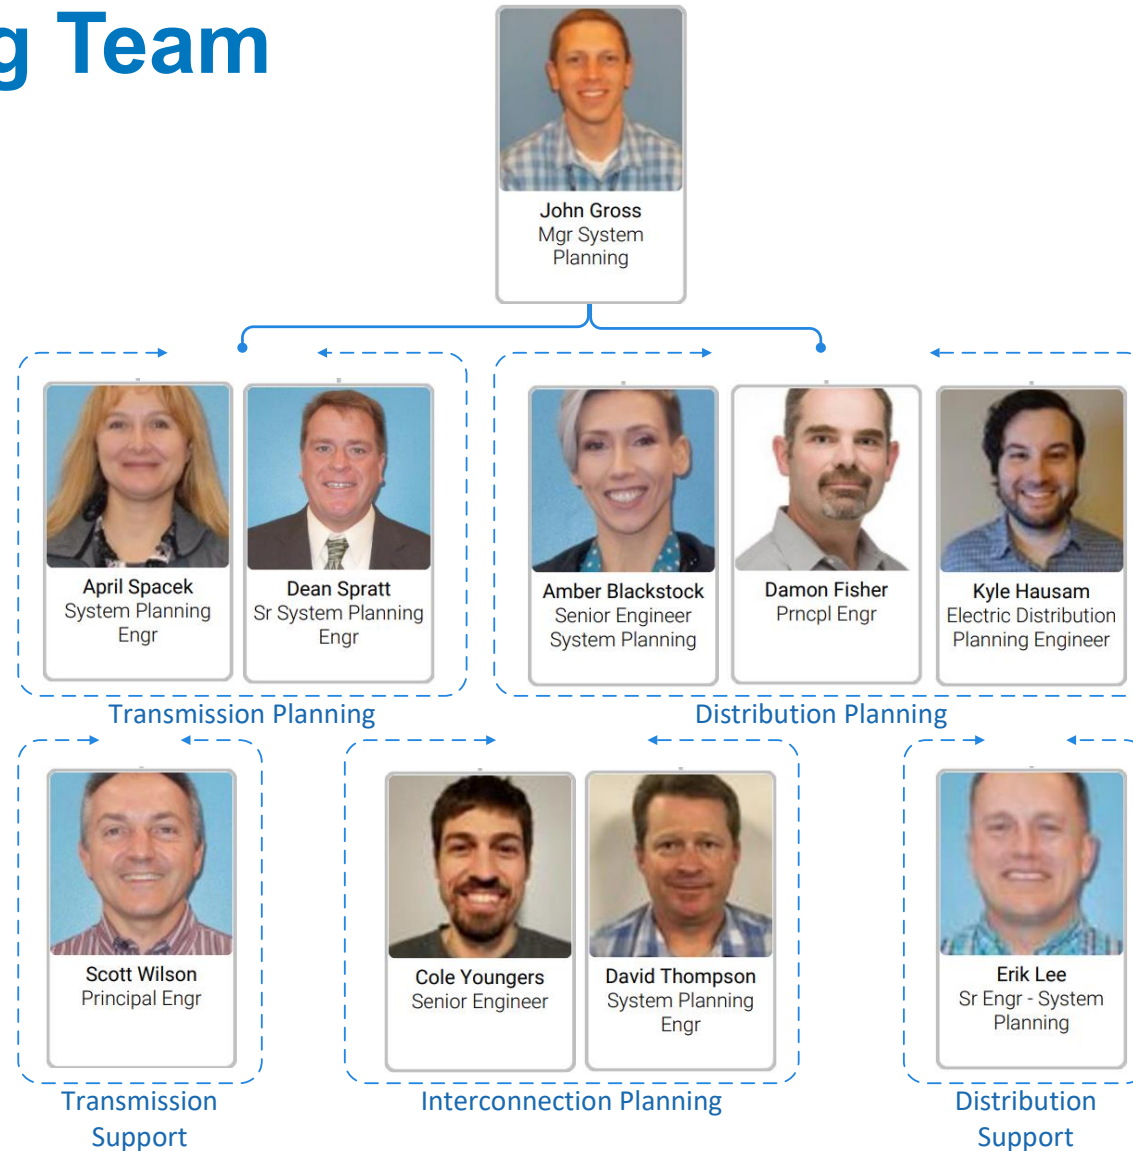 g Team
John Gross
Mgr System
Planning
April Spacek
System Planning
Engr
Dean Spratt
Sr System Planning
Engr
Amber Blackstock
Senior Engineer
System Planning
Damon Fisher
Prncpl Engr
Kyle Hausam
Electric Distribution
Planning Engineer
Transmission Planning
Distribution Planning
Scott Wilson
Principal Engr
Cole Youngers
Senior Engineer
David Thompson
System Planning
Engr
Erik Lee
Sr Engr - System
Planning
Transmission
Support
Interconnection Planning
Distribution
Support